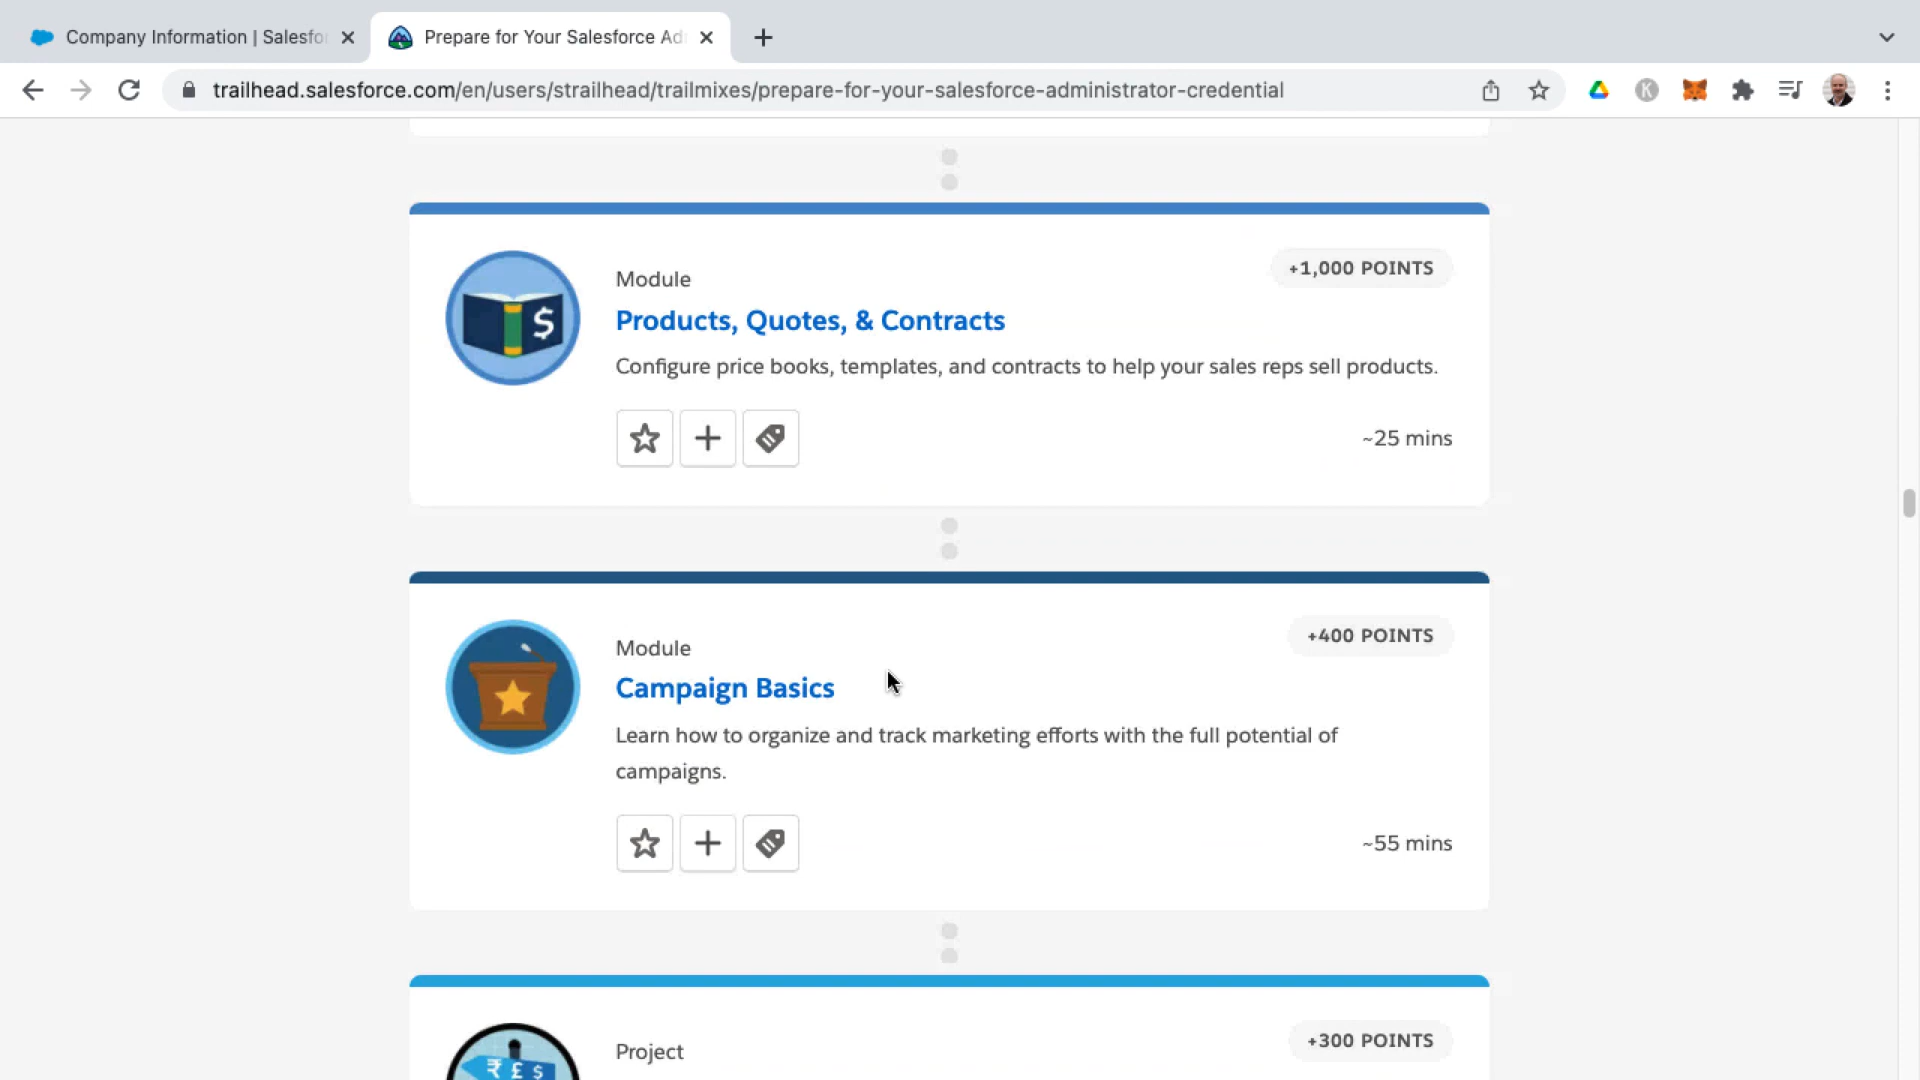 Company Information | Salesfo
Prepare for Your Salesforce Ad
trailhead.salesforce.com/en/users/strailhead/trailmixes/prepare-for-your-salesforce-administrator-credential
K
+1,000 POINTS
Module
Products, Quotes, & Contracts
Configure price books, templates, and contracts to help your sales reps sell products.
$
~25 mins
+400 POINTS
Module
Campaign Basics
Learn how to organize and track marketing efforts with the full potential of
campaigns.
~55 mins
+300 POINTS
Project
₹ £ $